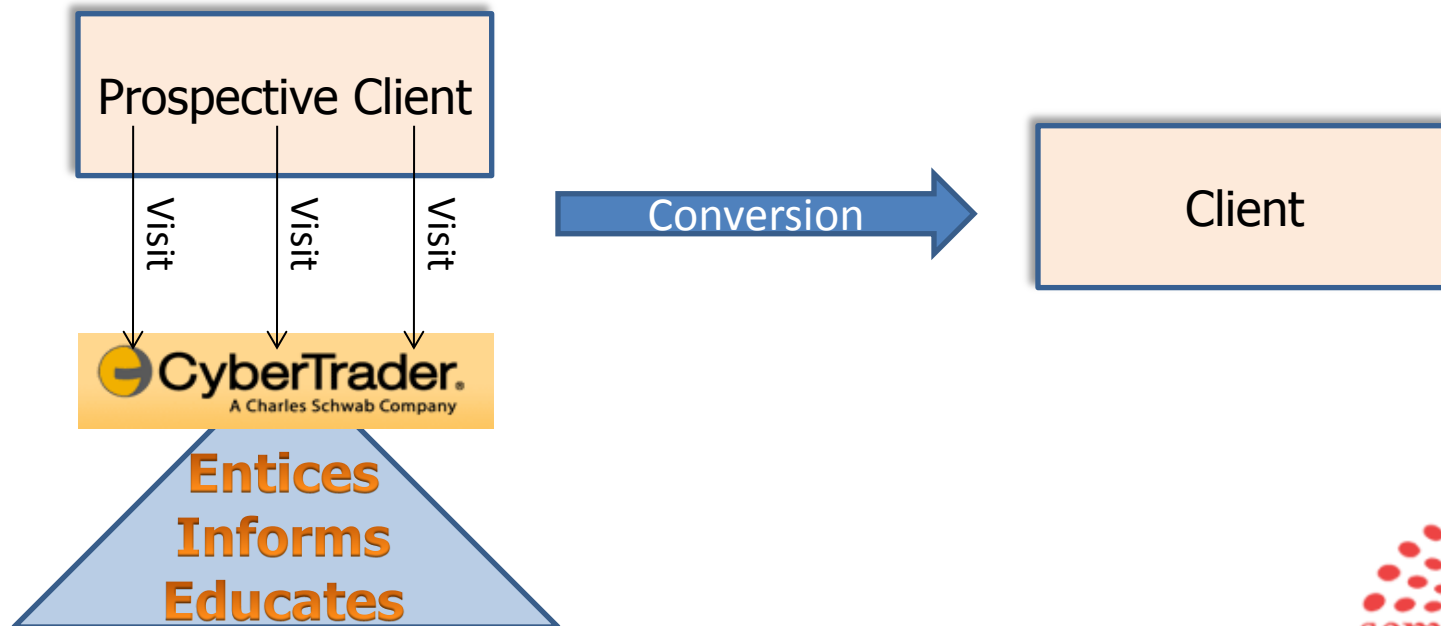 Prospective Client
Visit
Visit
Visit
Conversion
Client
CyberTrader.
A Charles Schwab Company
Entices
Informs
Educates